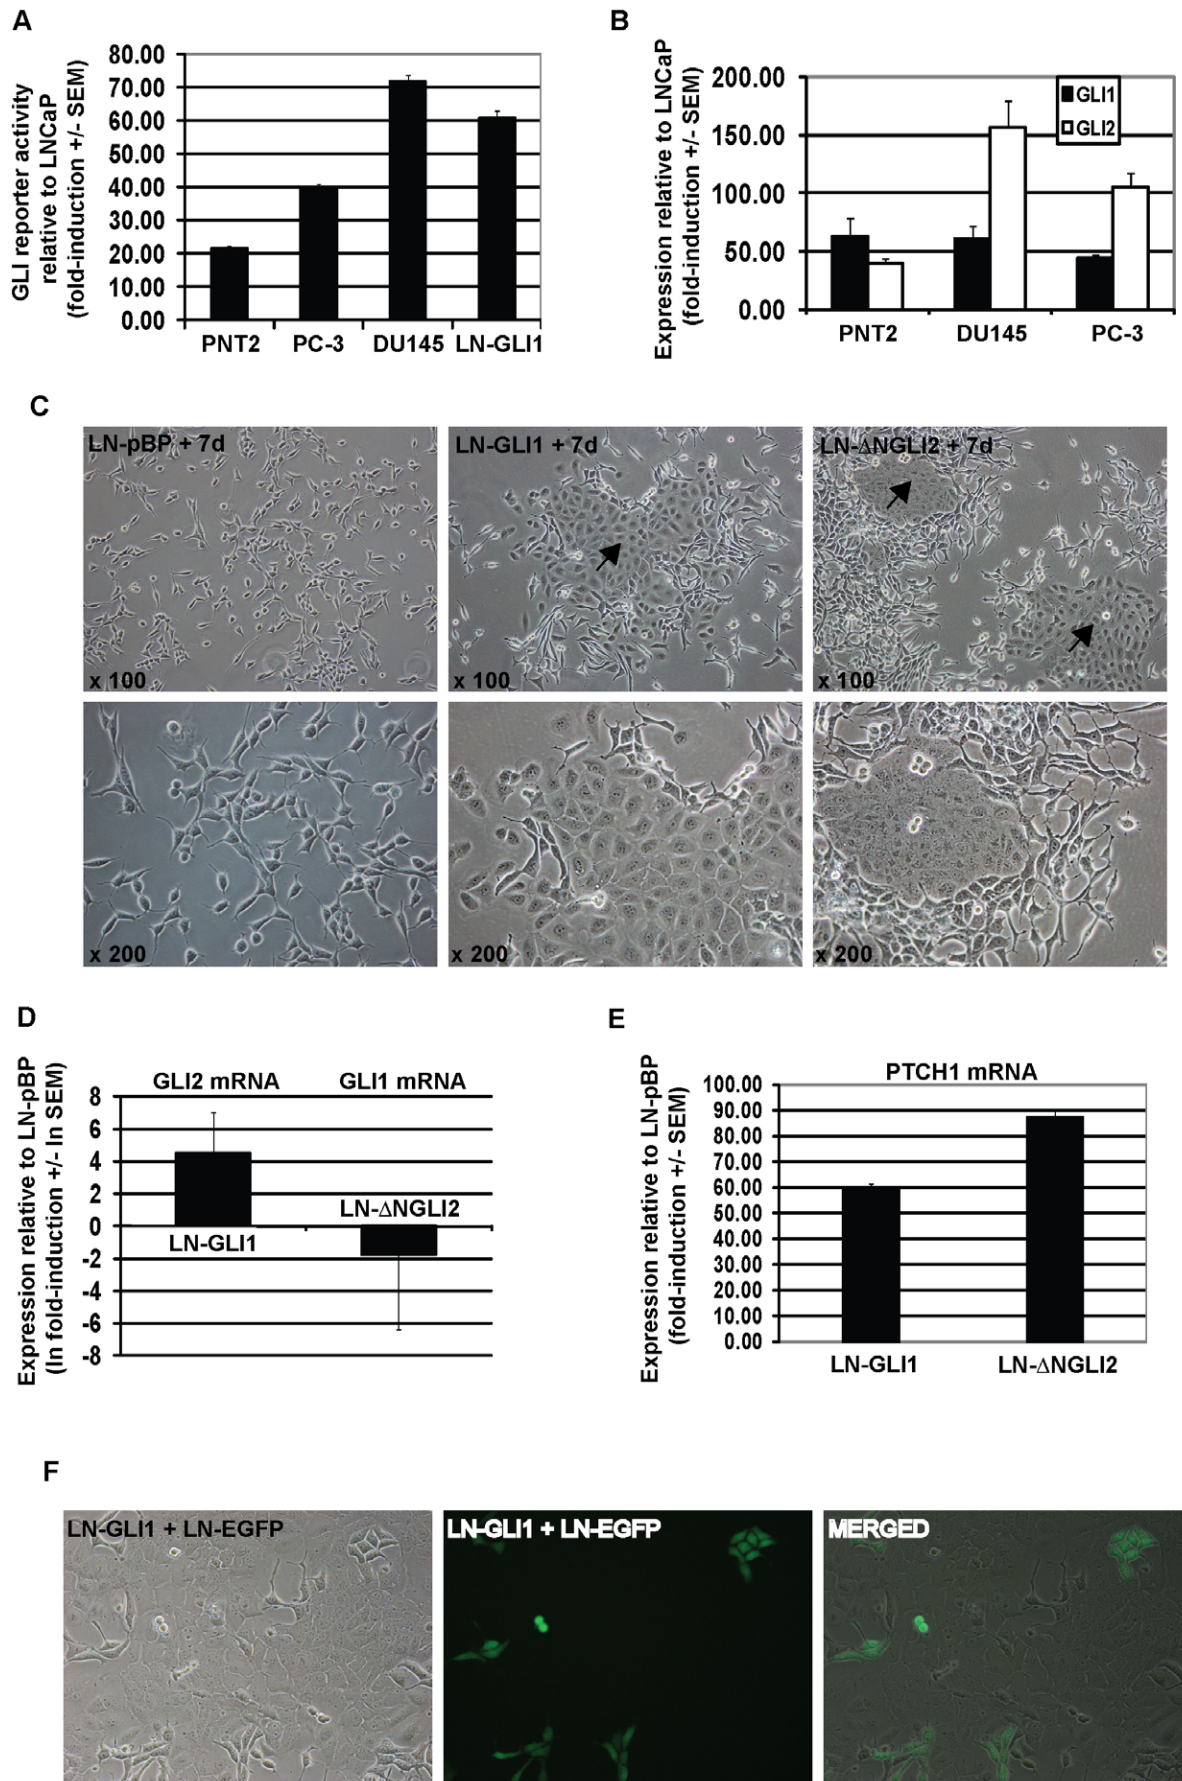 A
GLI reporter activity
relative to LNCaP
(fold-induction +/- SEM)
80.00
70.00
60.00
50.00
40.00
30.00
20.00
10.00
0.00
PNT2 PC-3 DU145 LN-GLI1
B
Expression relative to LNCaP
(fold-induction +/- SEM)
200.00
150.00
100.00
50.00
0.00
GLI1
GLI2
PNT2 DU145 PC-3
C
LN-pBP + 7d
x 100
LN-GLI1 + 7d
x 100
LN-ΔNGLI2 + 7d
x 100
x 200
x 200
x 200
D
Expression relative to LN-pBP
(ln fold-induction +/- ln SEM)
GLI2 mRNA GLI1 mRNA
8
6
4
2
0
-2
-4
-6
-8
LN-GLI1
LN-ΔNGLI2
E
Expression relative to LN-pBP
(fold-induction +/- SEM)
PTCH1 mRNA
100.00
90.00
80.00
70.00
60.00
50.00
40.00
30.00
20.00
10.00
0.00
LN-GLI1 LN-ΔNGLI2
F
LN-GLI1 + LN-EGFP
LN-GLI1 + LN-EGFP
MERGED